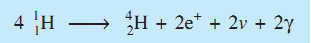 4 ¹₁H ⟶ ⁴₂H + 2e⁺ + 2ν + 2γ